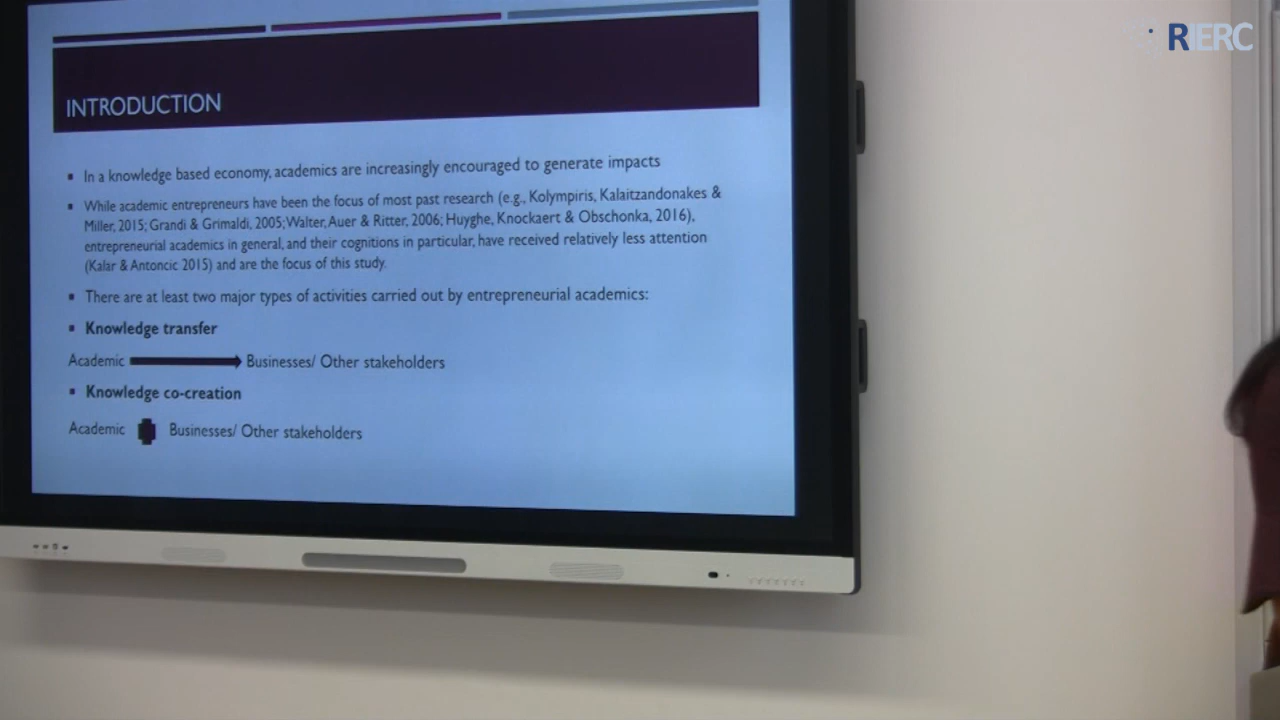 RIERC
INTRODUCTION
▪ In a knowledge based economy, academics are increasingly encouraged to generate impacts
▪ While academic entrepreneurs have been the focus of most past research (e.g., Kolympiris, Kalaitzandonakes &
Miller, 2015; Grandi & Grimaldi, 2005; Walter, Auer & Ritter, 2006; Huyghe, Knockaert & Obschonka, 2016),
entrepreneurial academics in general, and their cognitions in particular, have received relatively less attention
(Kalar & Antoncic 2015) and are the focus of this study.
▪ There are at least two major types of activities carried out by entrepreneurial academics:
▪ Knowledge transfer
Academic Businesses/ Other stakeholders
▪ Knowledge co-creation
Academic Businesses/ Other stakeholders